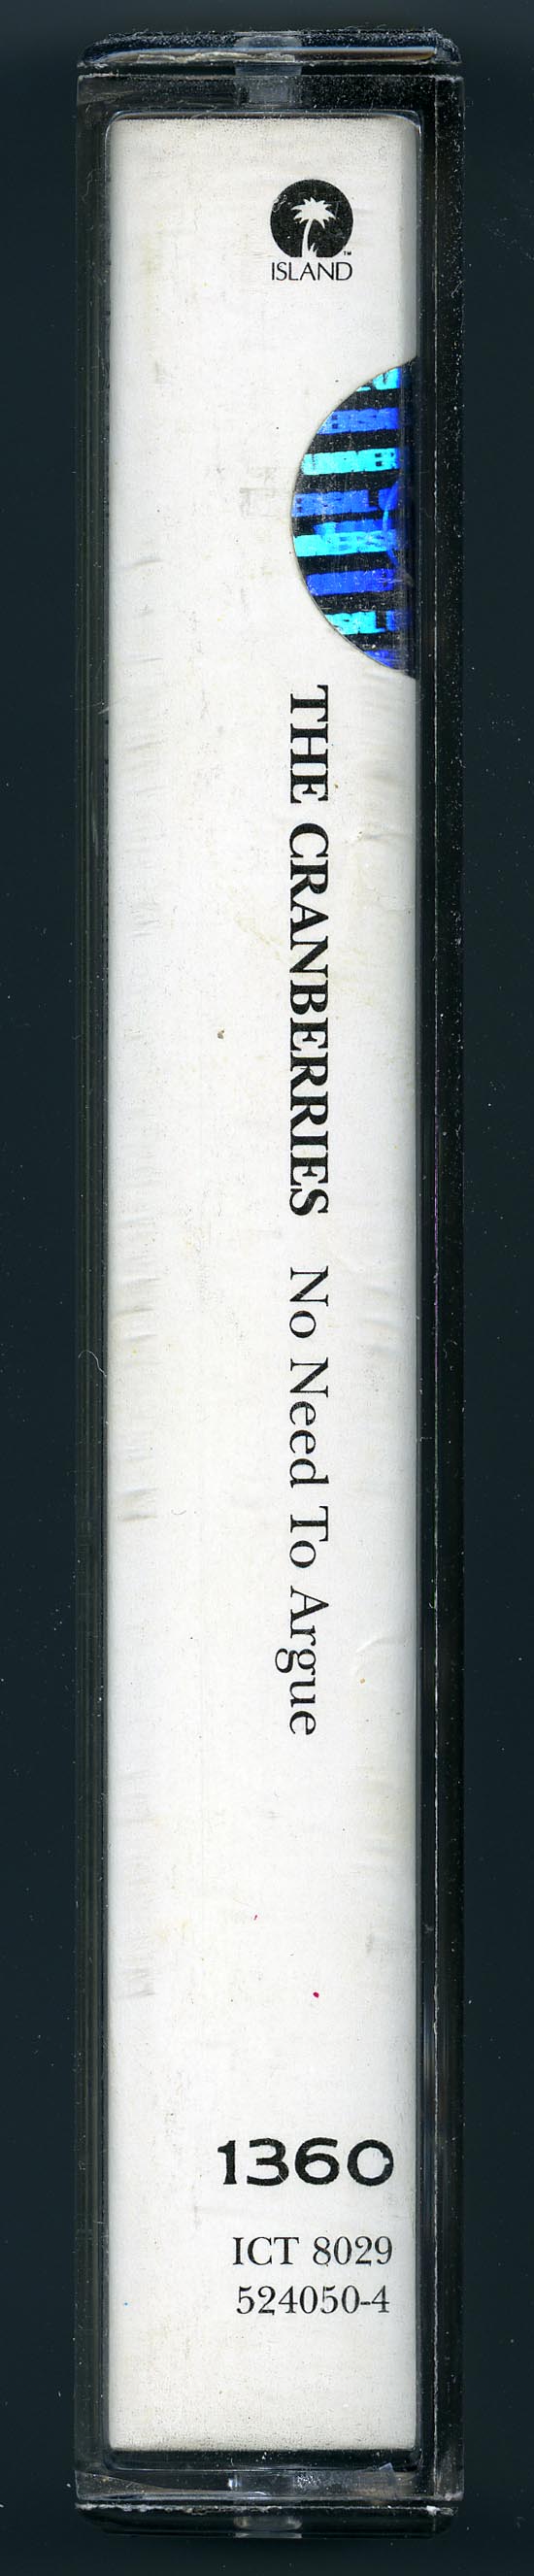 ISLAND
THE CRANBERRIES No Need To Argue
1360
ICT 8029
524050-4